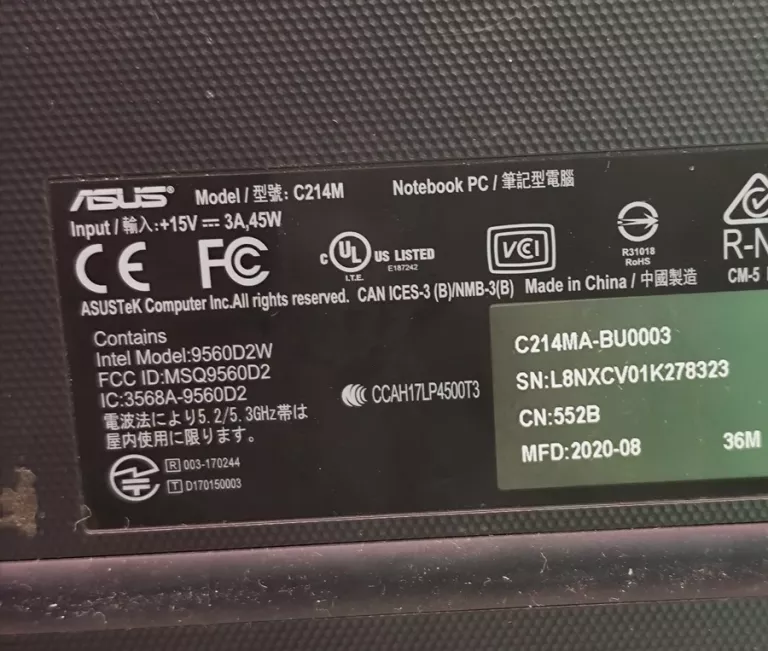 ASUS® Model / 型號: C214M Notebook PC / 筆記型電腦
Input / 輸入:+15V ⎓ 3A,45W
CE FC c UL US LISTED VCI
I.T.E. E187242
R31018
RoHS
R-N
CM-5
ASUSTeK Computer Inc.All rights reserved. CAN ICES-3 (B)/NMB-3(B) Made in China / 中國製造
Contains
Intel Model:9560D2W
FCC ID:MSQ9560D2
IC:3568A-9560D2
電波法により5.2/5.3GHz帯は
屋内使用に限ります。
R 003-170244
T D170150003
CCAH17LP4500T3
C214MA-BU0003
SN:L8NXCV01K278323
CN:552B
MFD:2020-08 36M